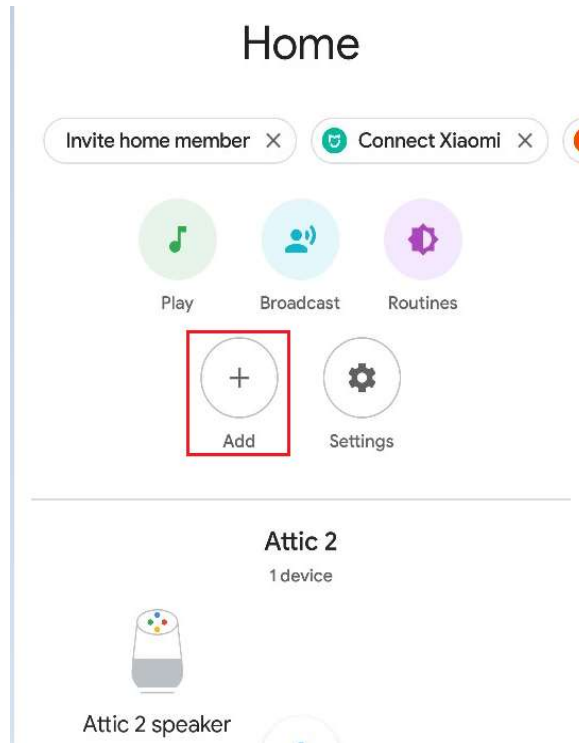 Home
Invite home member × Connect Xiaomi ×
Play Broadcast Routines
Add Settings
Attic 2
1 device
Attic 2 speaker